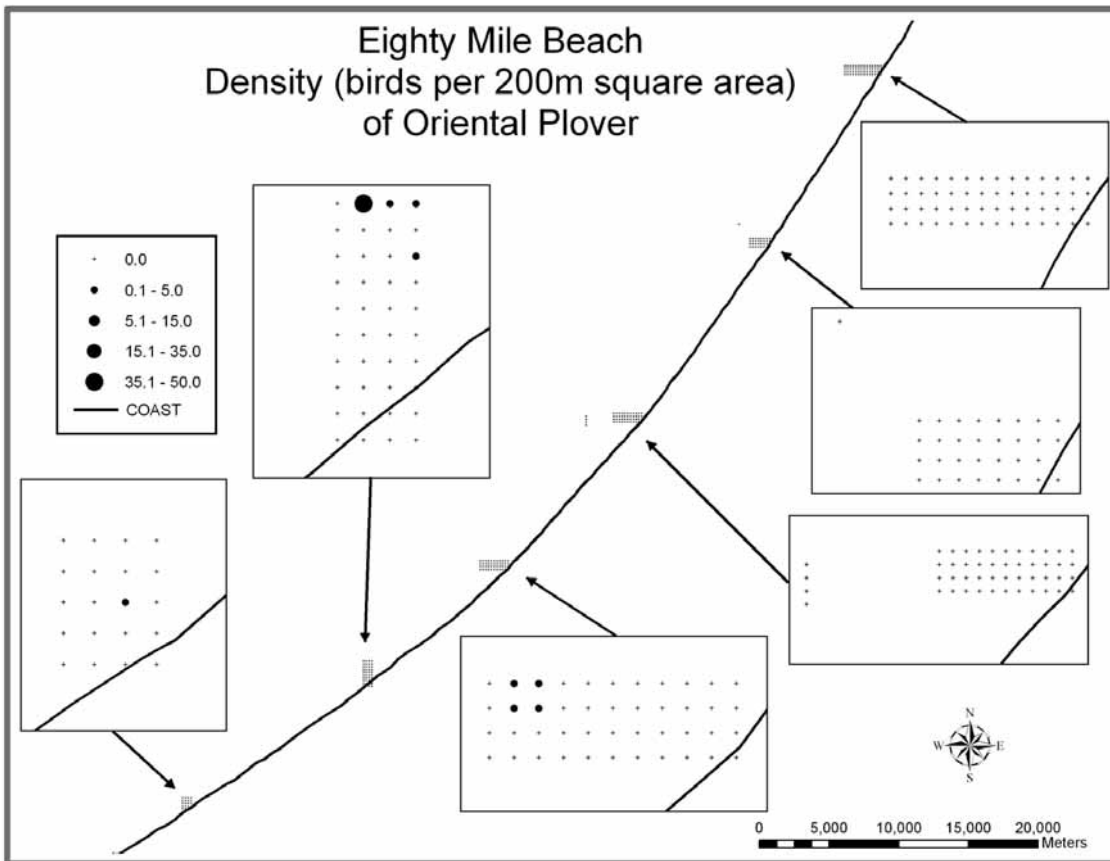 Eighty Mile Beach
Density (birds per 200m square area)
of Oriental Plover
0.0
0.1 - 5.0
5.1 - 15.0
15.1 - 35.0
35.1 - 50.0
COAST
N
W E
S
0 5,000 10,000 15,000 20,000
Meters